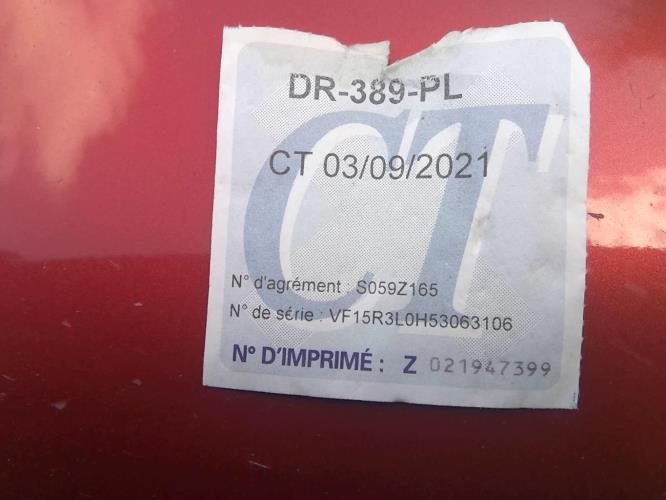 DR-389-PL
CT
CT 03/09/2021
N° d'agrément : S059Z165
N° de série : VF15R3L0H53063106
N° D'IMPRIMÉ : Z 021947399